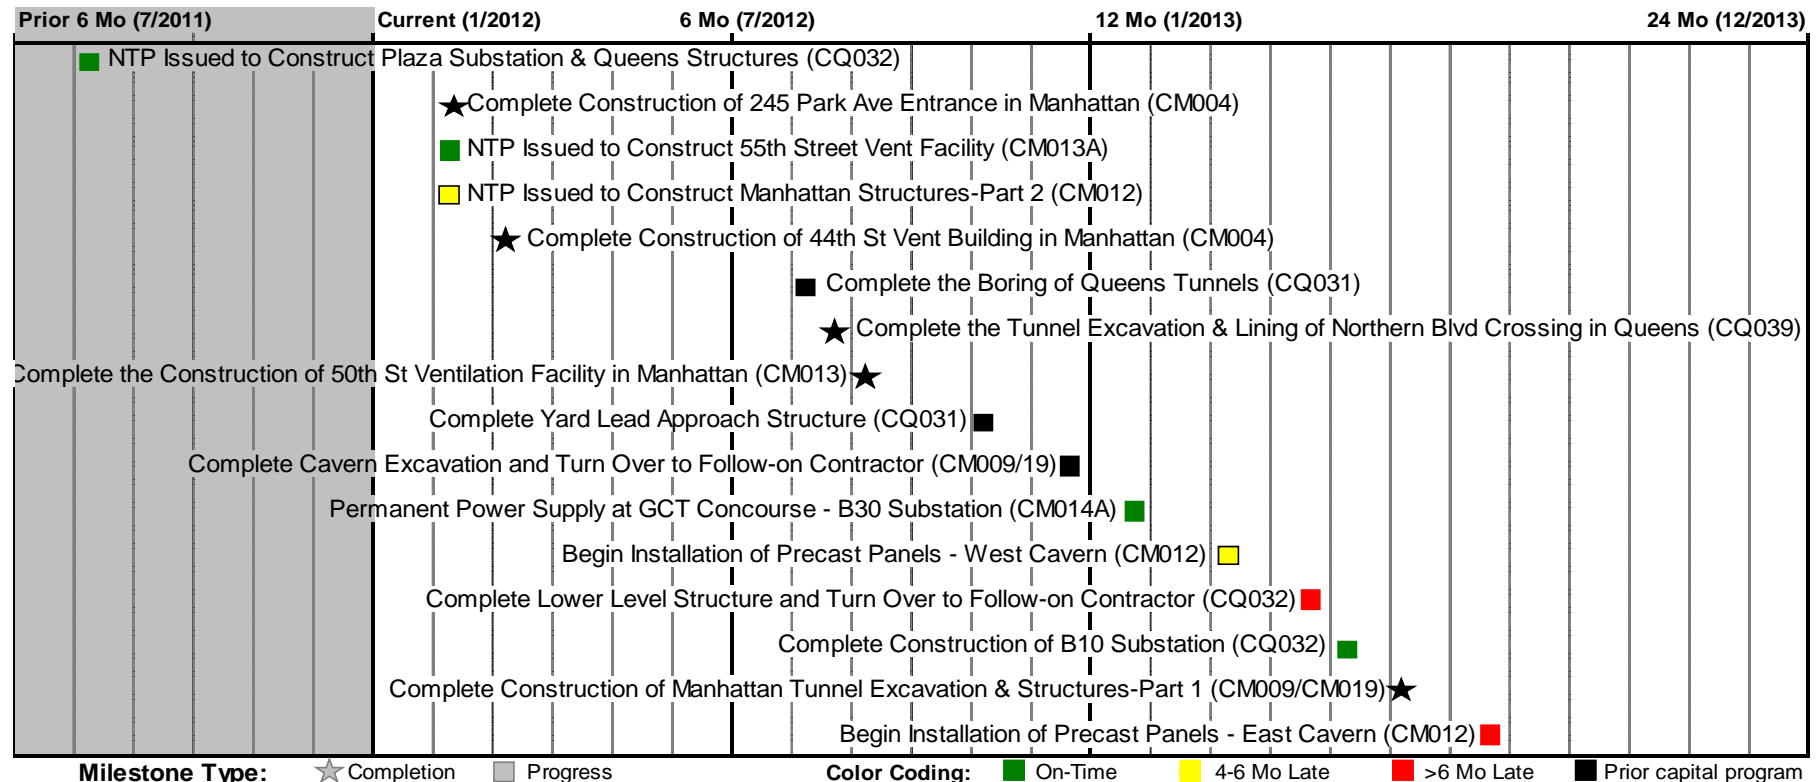 Prior 6 Mo (7/2011) Current (1/2012) 6 Mo (7/2012) 12 Mo (1/2013) 24 Mo (12/2013)
NTP Issued to Construct Plaza Substation & Queens Structures (CQ032)
Complete Construction of 245 Park Ave Entrance in Manhattan (CM004)
NTP Issued to Construct 55th Street Vent Facility (CM013A)
NTP Issued to Construct Manhattan Structures-Part 2 (CM012)
Complete Construction of 44th St Vent Building in Manhattan (CM004)
Complete the Boring of Queens Tunnels (CQ031)
Complete the Tunnel Excavation & Lining of Northern Blvd Crossing in Queens (CQ039)
Complete the Construction of 50th St Ventilation Facility in Manhattan (CM013)
Complete Yard Lead Approach Structure (CQ031)
Complete Cavern Excavation and Turn Over to Follow-on Contractor (CM009/19)
Permanent Power Supply at GCT Concourse - B30 Substation (CM014A)
Begin Installation of Precast Panels - West Cavern (CM012)
Complete Lower Level Structure and Turn Over to Follow-on Contractor (CQ032)
Complete Construction of B10 Substation (CQ032)
Complete Construction of Manhattan Tunnel Excavation & Structures-Part 1 (CM009/CM019)
Begin Installation of Precast Panels - East Cavern (CM012)
Milestone Type: Completion Progress Color Coding: On-Time 4-6 Mo Late >6 Mo Late Prior capital program